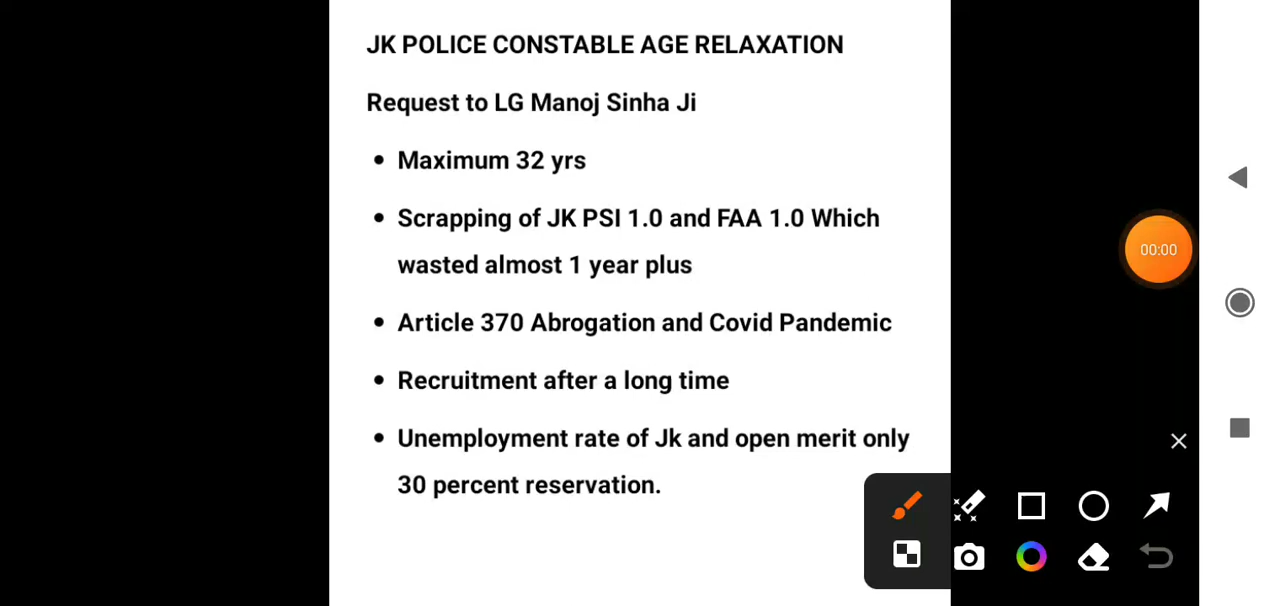 JK POLICE CONSTABLE AGE RELAXATION
Request to LG Manoj Sinha Ji
• Maximum 32 yrs
• Scrapping of JK PSI 1.0 and FAA 1.0 Which
wasted almost 1 year plus
• Article 370 Abrogation and Covid Pandemic
• Recruitment after a long time
• Unemployment rate of Jk and open merit only
30 percent reservation.
00:00